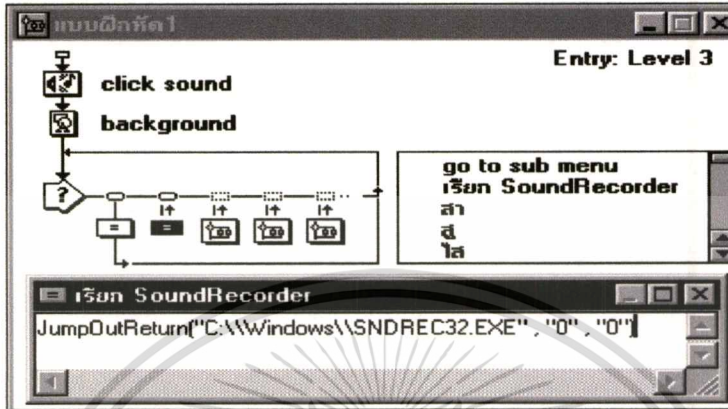 แบบฝึกหัด1
Entry: Level 3
click sound
background
go to sub menu
เรียก SoundRecorder
สา
สู
ใส
เรียก SoundRecorder
JumpOutReturn("C:\\Windows\\SNDREC32.EXE" , "0" , "0")